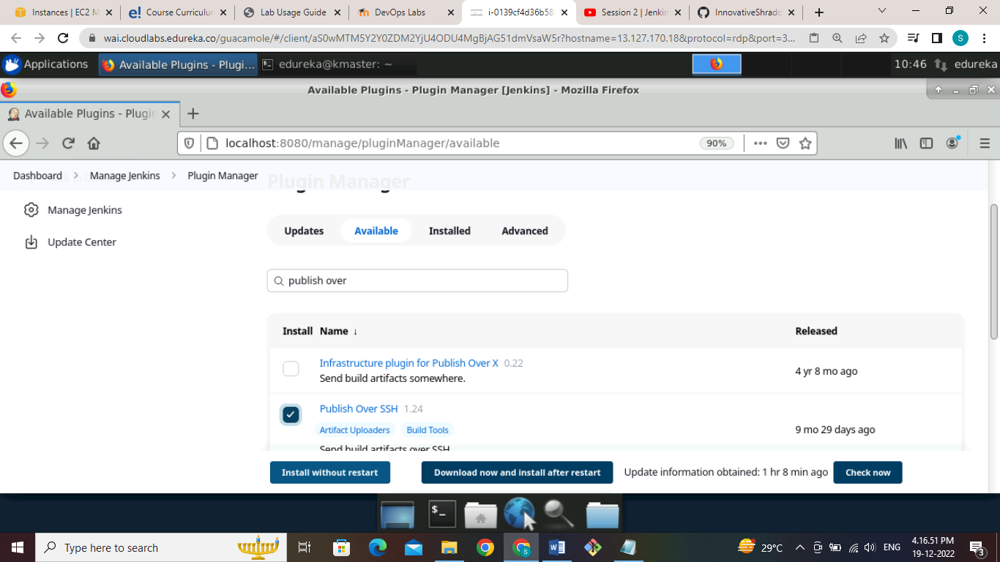 Instances | EC2 M
Course Curriculur
Lab Usage Guide
DevOps Labs
i-0139cf4d36b58
Session 2 | Jenkin
InnovativeShrado
wai.cloudlabs.edureka.co/guacamole/#/client/aS0wMTM5Y2Y0ZDM2YjU4ODU4MgBjAG51dmVsaW5r?hostname=13.127.170.18&protocol=rdp&port=3...
S
Applications
Available Plugins - Plugi...
edureka@kmaster: ~
10:46
edureka
Available Plugins - Plugin Manager [Jenkins] - Mozilla Firefox
Available Plugins - Plugin
localhost:8080/manage/pluginManager/available
90%
Dashboard
Manage Jenkins
Plugin Manager
Plugin Manager
Manage Jenkins
Update Center
Updates
Available
Installed
Advanced
publish over
Install
Name ↓
Released
Infrastructure plugin for Publish Over X 0.22
Send build artifacts somewhere.
4 yr 8 mo ago
Publish Over SSH 1.24
Artifact Uploaders
Build Tools
9 mo 29 days ago
Send build artifacts over SSH
Install without restart
Download now and install after restart
Update information obtained: 1 hr 8 min ago
Check now
Type here to search
29°C
ENG
4.16.51 PM
19-12-2022
3